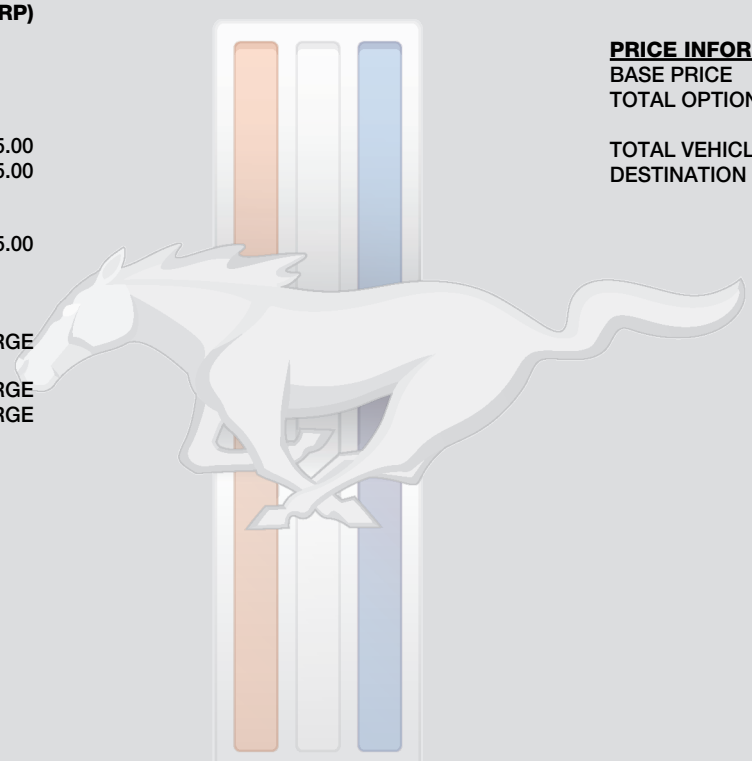 RP)
5.00
5.00
5.00
RGE
RGE
RGE
PRICE INFOR
BASE PRICE
TOTAL OPTION
TOTAL VEHICL
DESTINATION